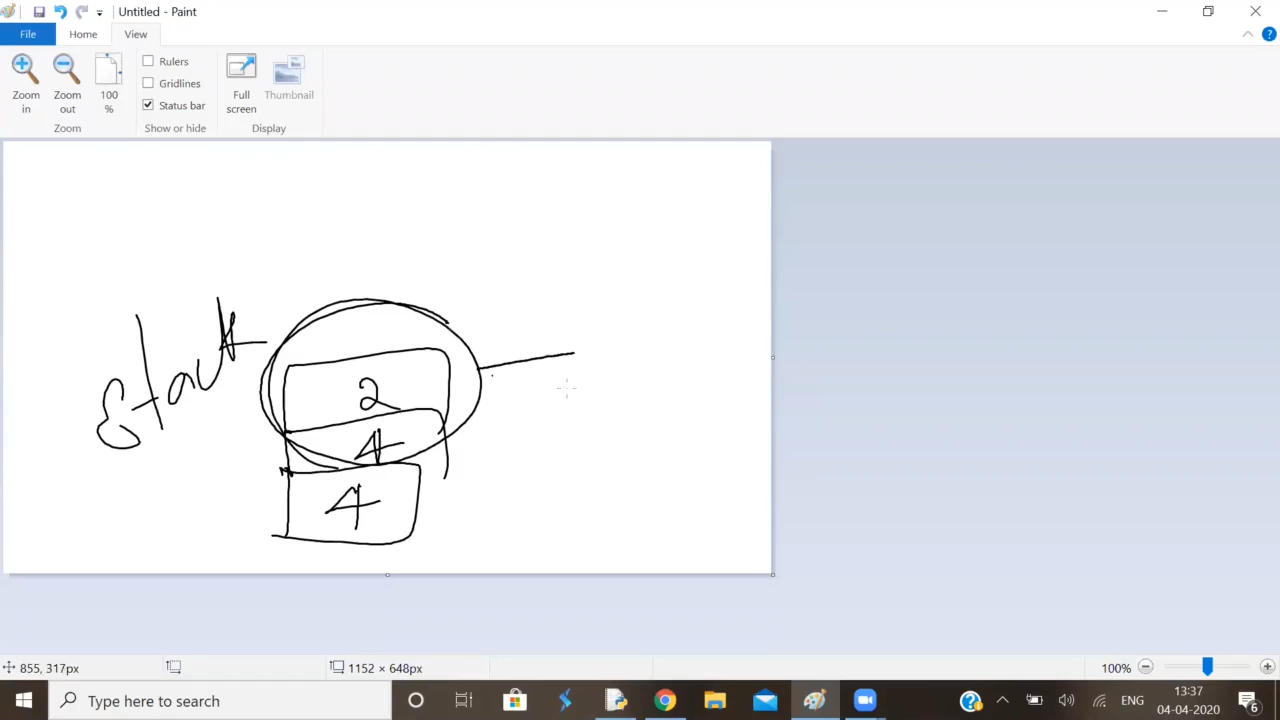 Untitled - Paint
File Home View
Zoom in
Zoom out
100 %
Rulers
Gridlines
Status bar
Full screen
Thumbnail
Zoom
Show or hide
Display
Stack
2
4
4
855, 317px
1152 × 648px
100%
Type here to search
ENG
13:37
04-04-2020
6